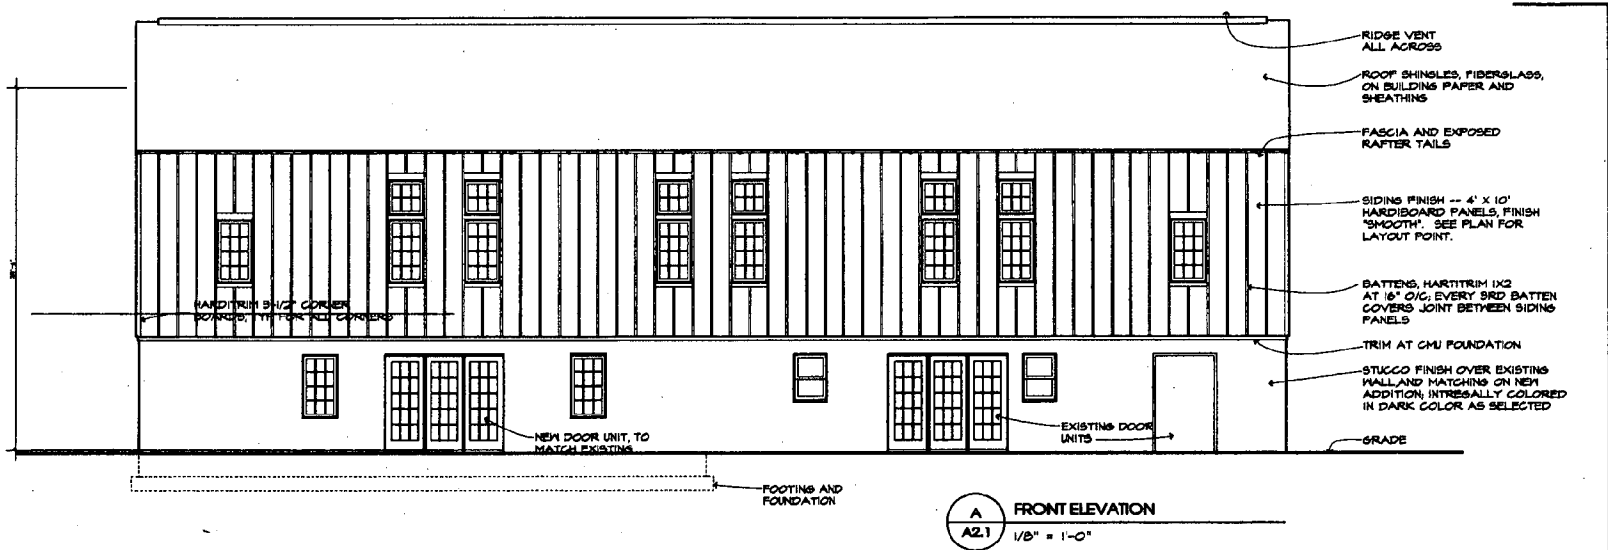 RIDGE VENT
ALL ACROSS
ROOF SHINGLES, FIBERGLASS,
ON BUILDING PAPER AND
SHEATHING
FASCIA AND EXPOSED
RAFTER TAILS
SIDING FINISH -- 4' X 10'
HARDIBOARD PANELS, FINISH
"SMOOTH". SEE PLAN FOR
LAYOUT POINT.
HARDITRIM 3-1/2" CORNER
BOARDS, TYP FOR ALL CORNERS
BATTENS, HARTITRIM 1X2
AT 16" O/C; EVERY 3RD BATTEN
COVERS JOINT BETWEEN SIDING
PANELS
TRIM AT CMU FOUNDATION
STUCCO FINISH OVER EXISTING
WALL, AND MATCHING ON NEW
ADDITION; INTREGALLY COLORED
IN DARK COLOR AS SELECTED
NEW DOOR UNIT, TO
MATCH EXISTING
EXISTING DOOR
UNITS
GRADE
FOOTING AND
FOUNDATION
A
A2.1
FRONT ELEVATION
1/8" = 1'-0"